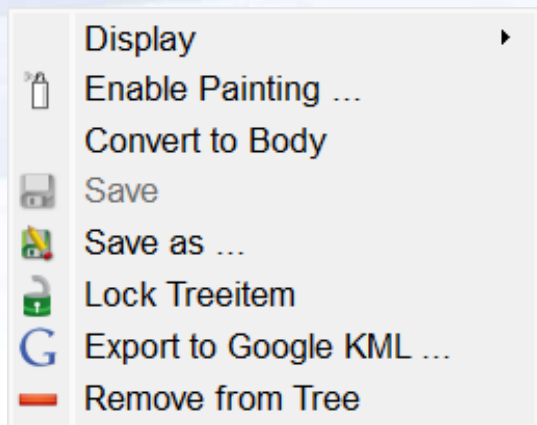 Display
Enable Painting ...
Convert to Body
Save
Save as ...
Lock Treeitem
Export to Google KML ...
Remove from Tree